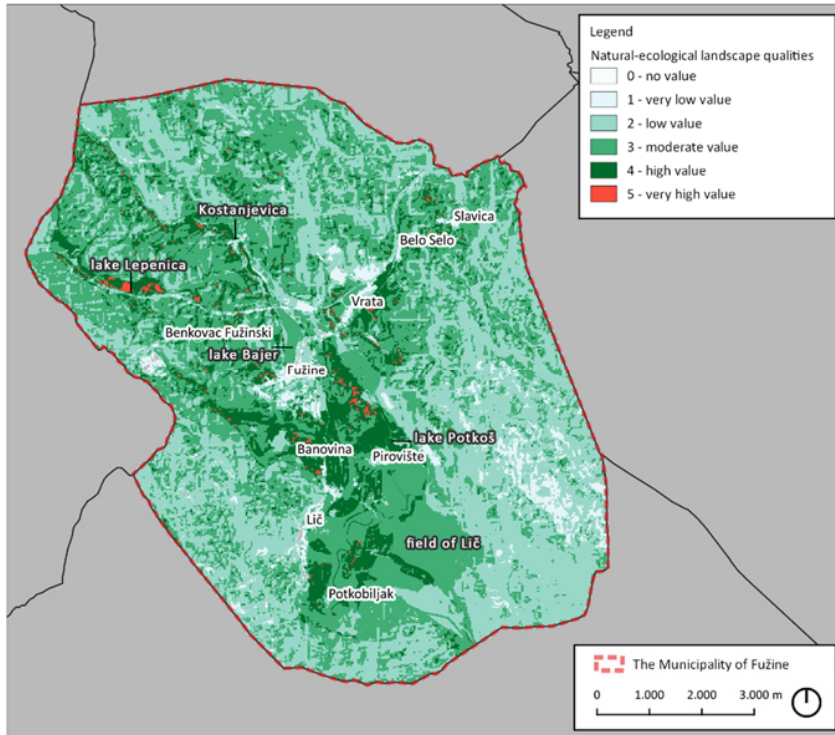 Legend
Natural-ecological landscape qualities
0 - no value
1 - very low value
2 - low value
3 - moderate value
4 - high value
5 - very high value
Kostanjevica
Slavica
Belo Selo
lake Lepenica
Vrata
Benkovac Fužinski
lake Bajer
Fužine
lake Potkoš
Banovina
Pirovište
Lič
field of Lič
Potkobiljak
The Municipality of Fužine
0 1.000 2.000 3.000 m